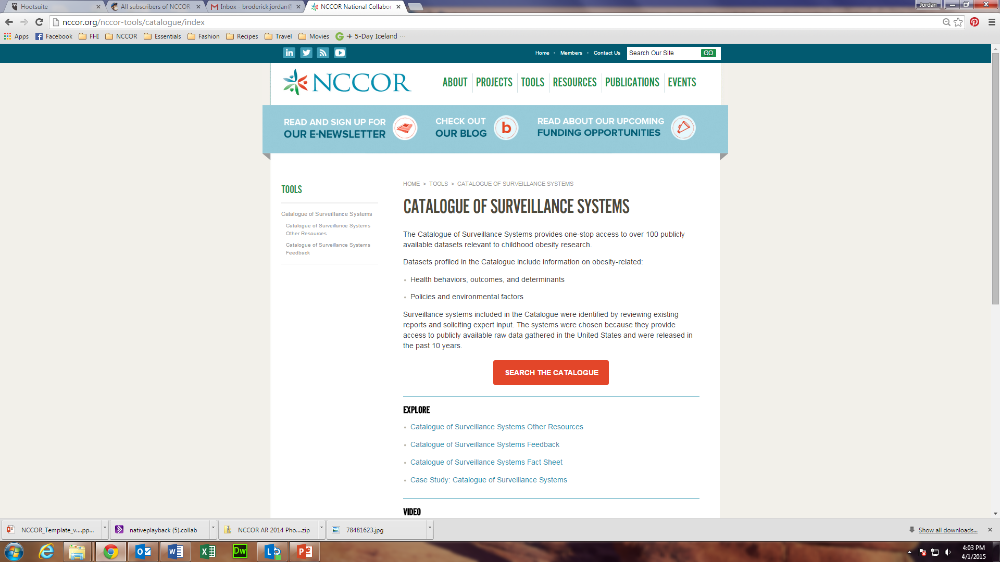 Hootsuite
All subscribers of NCCOR
Inbox - broderick.jordan@
NCCOR National Collabor
Jordan
nccor.org/nccor-tools/catalogue/index
Apps
Facebook
FHI
NCCOR
Essentials
Fashion
Recipes
Travel
Movies
5-Day Iceland ...
Home • Members • Contact Us
Search Our Site
GO
NCCOR
ABOUT
PROJECTS
TOOLS
RESOURCES
PUBLICATIONS
EVENTS
READ AND SIGN UP FOR
OUR E-NEWSLETTER
CHECK OUT
OUR BLOG
b
READ ABOUT OUR UPCOMING
FUNDING OPPORTUNITIES
TOOLS
Catalogue of Surveillance Systems
Catalogue of Surveillance Systems
Other Resources
Catalogue of Surveillance Systems
Feedback
HOME > TOOLS > CATALOGUE OF SURVEILLANCE SYSTEMS
CATALOGUE OF SURVEILLANCE SYSTEMS
The Catalogue of Surveillance Systems provides one-stop access to over 100 publicly
available datasets relevant to childhood obesity research.
Datasets profiled in the Catalogue include information on obesity-related:
• Health behaviors, outcomes, and determinants
• Policies and environmental factors
Surveillance systems included in the Catalogue were identified by reviewing existing
reports and soliciting expert input. The systems were chosen because they provide
access to publicly available raw data gathered in the United States and were released in
the past 10 years.
SEARCH THE CATALOGUE
EXPLORE
• Catalogue of Surveillance Systems Other Resources
• Catalogue of Surveillance Systems Feedback
• Catalogue of Surveillance Systems Fact Sheet
• Case Study: Catalogue of Surveillance Systems
VIDEO
NCCOR_Template_v....pp...
nativeplayback (5).collab
NCCOR AR 2014 Pho....zip
78481623.jpg
Show all downloads...
4:03 PM
4/1/2015